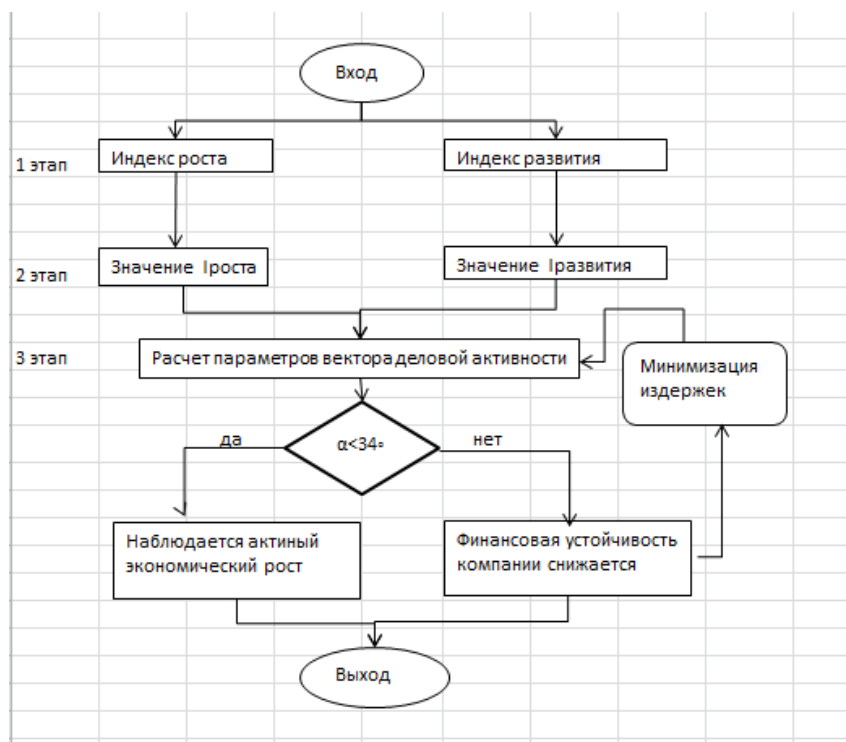 Вход
1 этап
Индекс роста
Индекс развития
2 этап
Значение Iроста
Значение Iразвития
3 этап
Расчет параметров вектора деловой активности
Минимизация
издержек
α<34∘
да
нет
Наблюдается актиный
экономический рост
Финансовая устойчивость
компании снижается
Выход